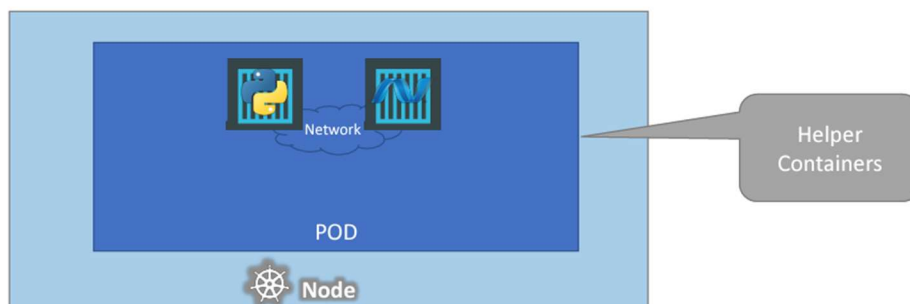 Network
Helper
Containers
POD
Node